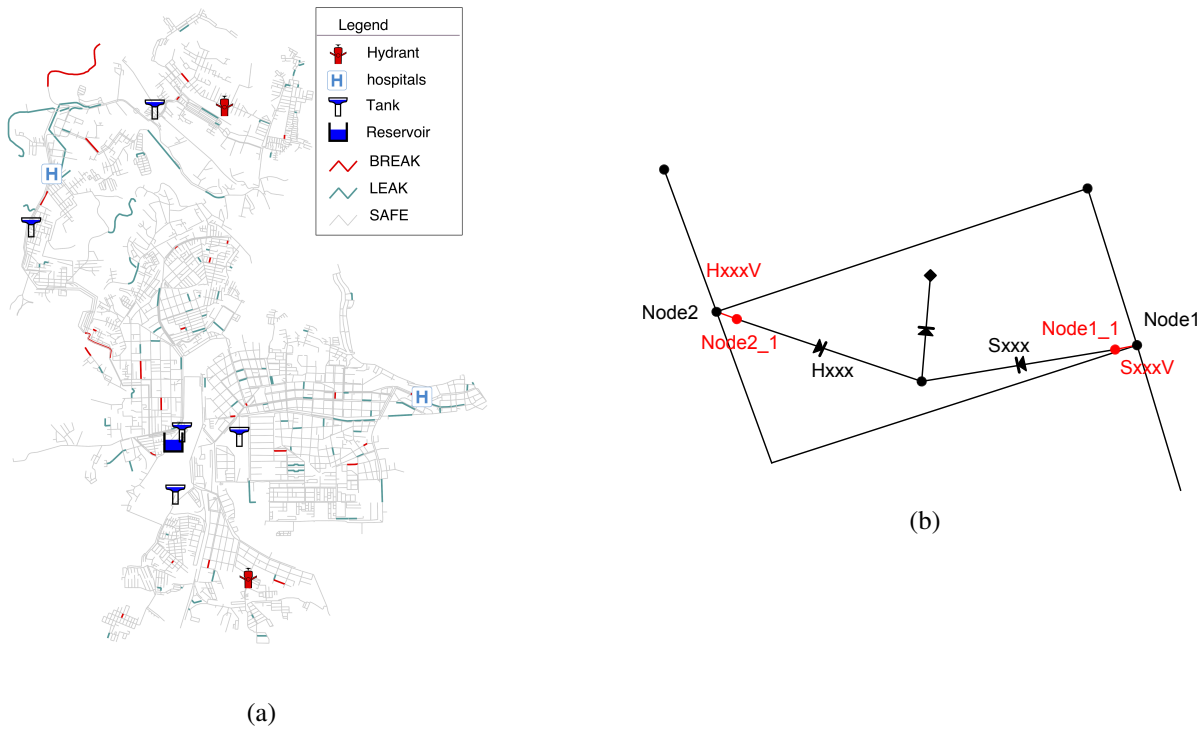 Legend
Hydrant
H hospitals
Tank
Reservoir
BREAK
LEAK
SAFE
H
H
(a)
HxxxV
Node2
Node2_1
Hxxx
Sxxx
Node1_1
Node1
SxxxV
(b)